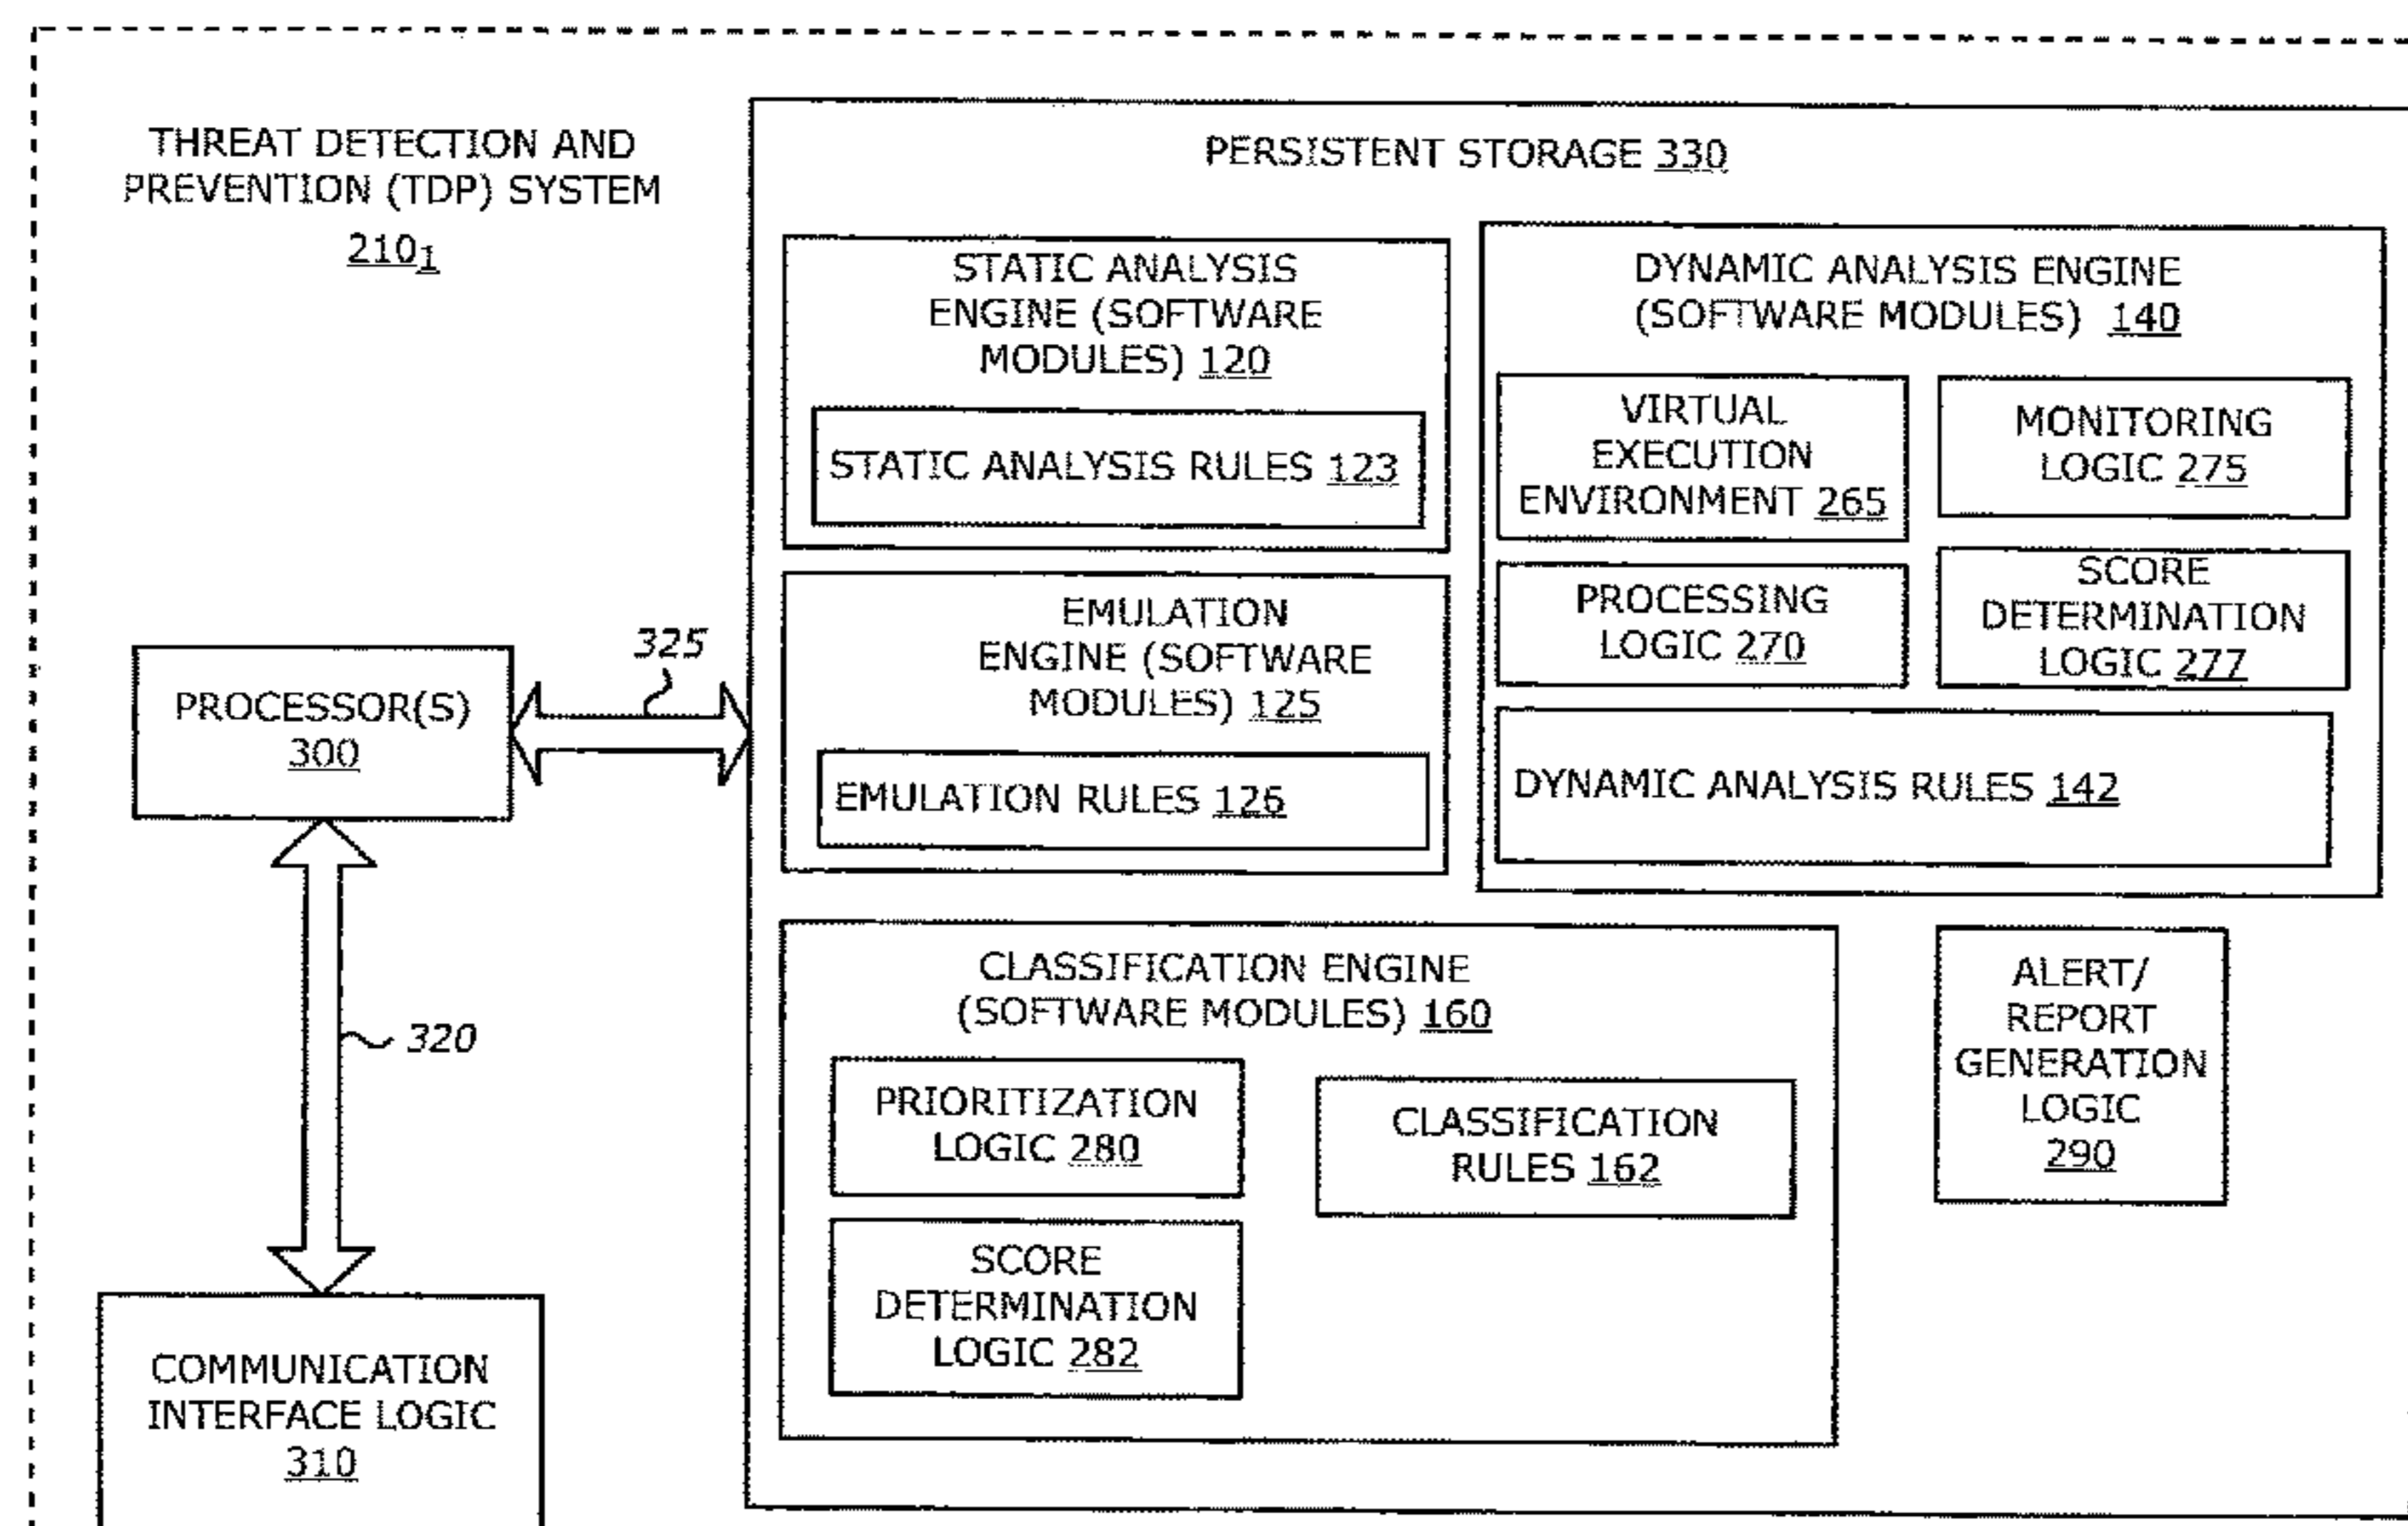 THREAT DETECTION AND
PREVENTION (TDP) SYSTEM
210₁
PERSISTENT STORAGE 330
STATIC ANALYSIS
ENGINE (SOFTWARE
MODULES) 120
STATIC ANALYSIS RULES 123
DYNAMIC ANALYSIS ENGINE
(SOFTWARE MODULES) 140
VIRTUAL
EXECUTION
ENVIRONMENT 265
MONITORING
LOGIC 275
PROCESSING
LOGIC 270
SCORE
DETERMINATION
LOGIC 277
DYNAMIC ANALYSIS RULES 142
EMULATION
ENGINE (SOFTWARE
MODULES) 125
EMULATION RULES 126
PROCESSOR(S)
300
325
320
COMMUNICATION
INTERFACE LOGIC
310
CLASSIFICATION ENGINE
(SOFTWARE MODULES) 160
PRIORITIZATION
LOGIC 280
CLASSIFICATION
RULES 162
SCORE
DETERMINATION
LOGIC 282
ALERT/
REPORT
GENERATION
LOGIC
290